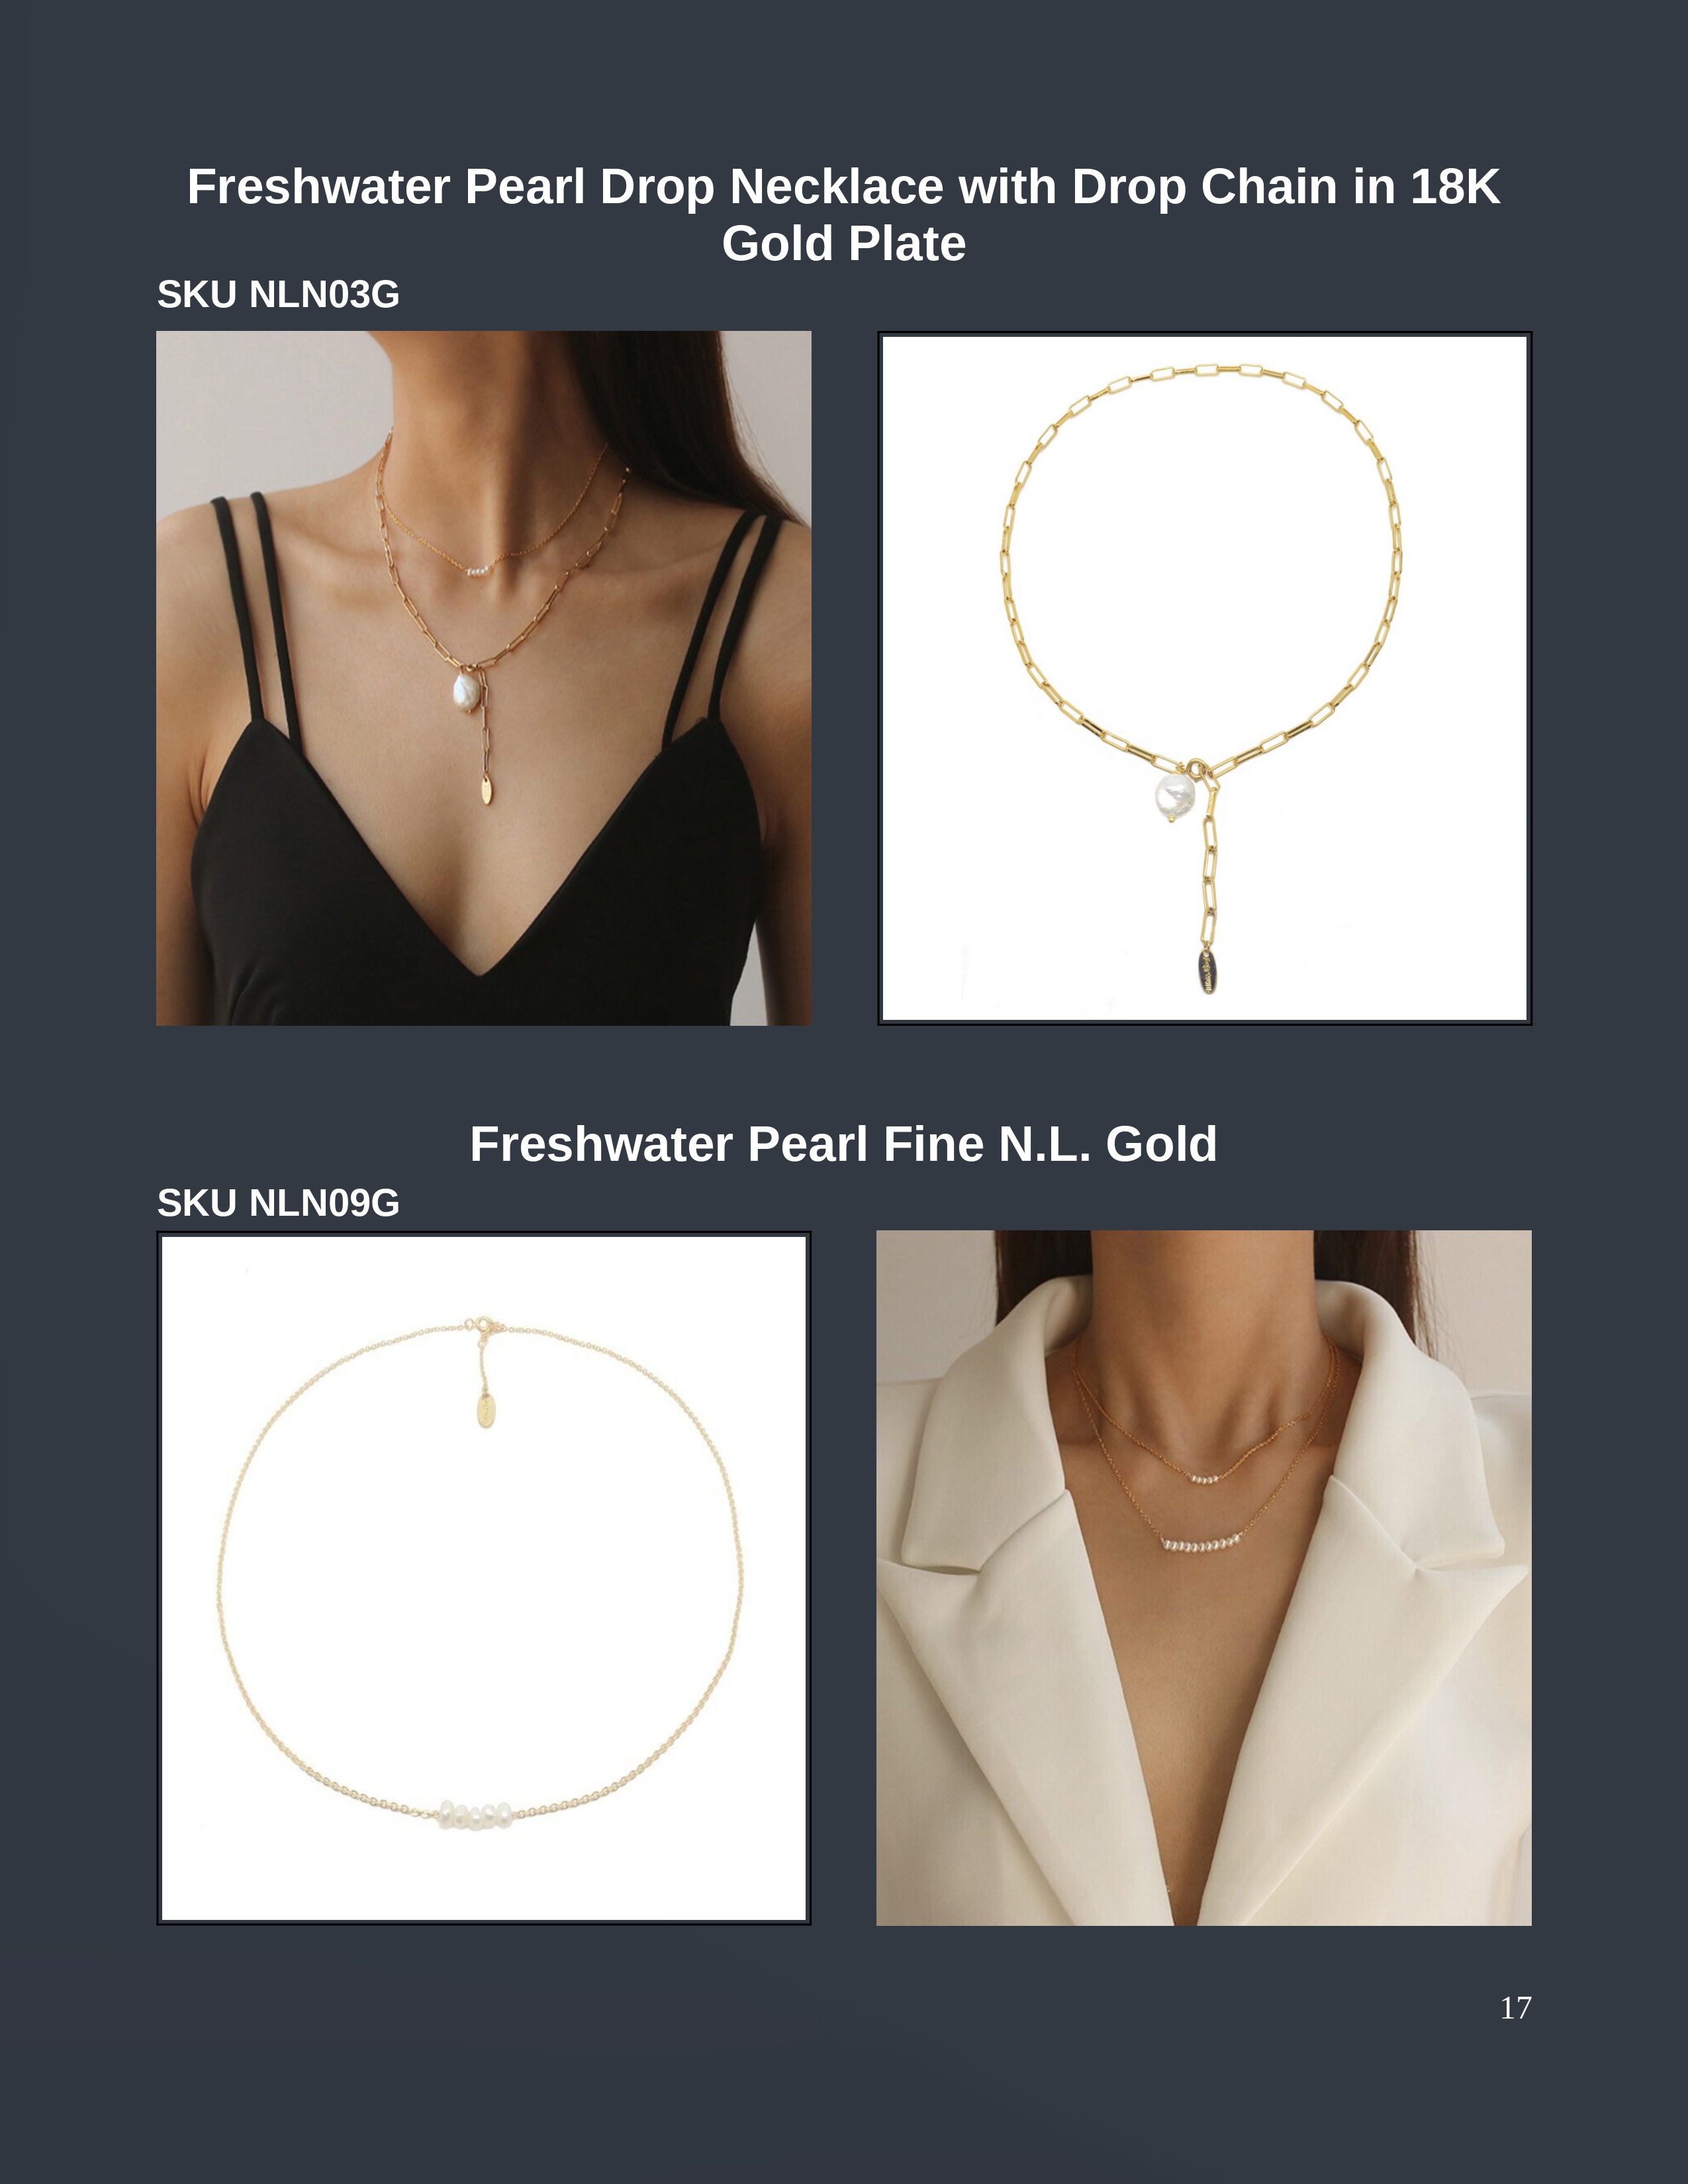 Freshwater Pearl Drop Necklace with Drop Chain in 18K
Gold Plate
SKU NLN03G
Freshwater Pearl Fine N.L. Gold
SKU NLN09G
17